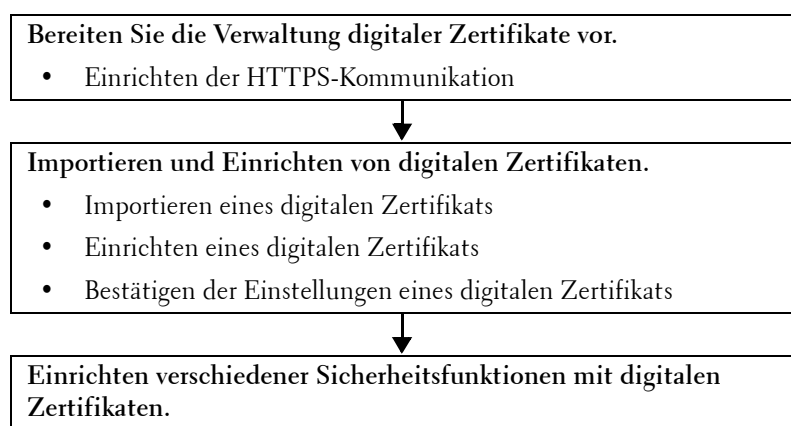 Bereiten Sie die Verwaltung digitaler Zertifikate vor.
• Einrichten der HTTPS-Kommunikation
Importieren und Einrichten von digitalen Zertifikaten.
• Importieren eines digitalen Zertifikats
• Einrichten eines digitalen Zertifikats
• Bestätigen der Einstellungen eines digitalen Zertifikats
Einrichten verschiedener Sicherheitsfunktionen mit digitalen
Zertifikaten.